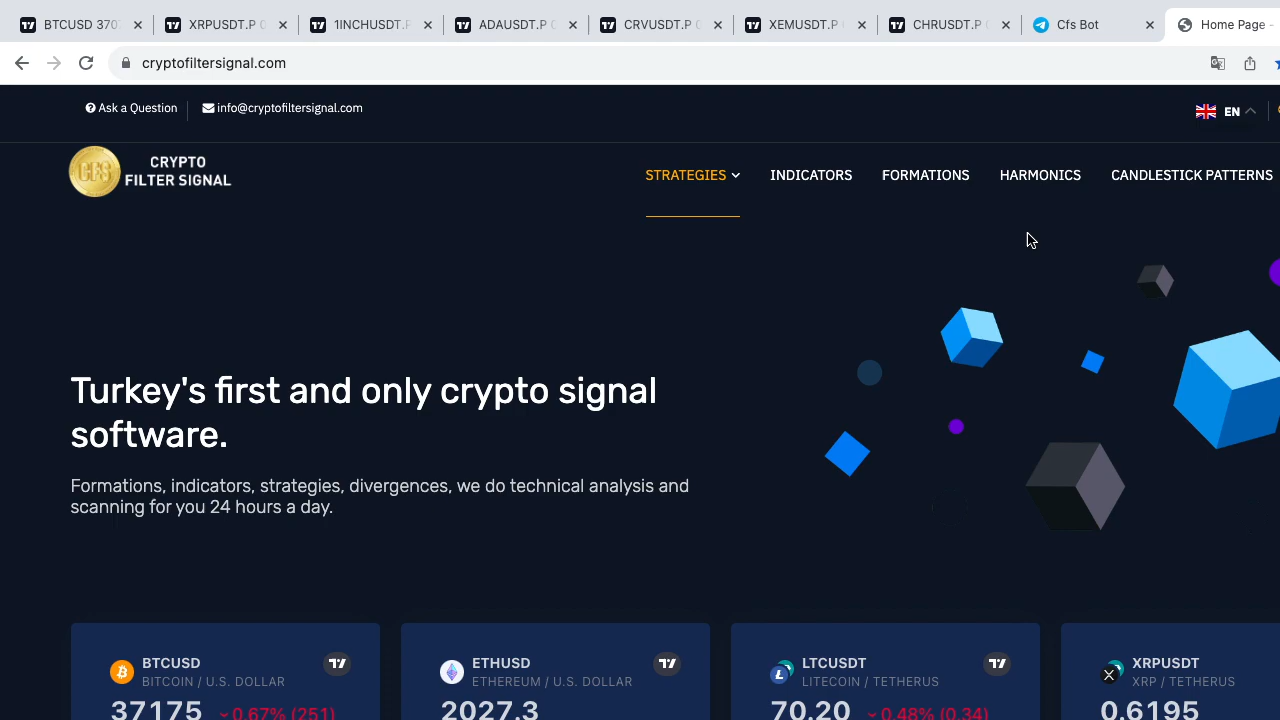 BTCUSD 370
XRPUSDT.P
1INCHUSDT.P
ADAUSDT.P
CRVUSDT.P
XEMUSDT.P
CHRUSDT.P
Cfs Bot
Home Page -
cryptofiltersignal.com
Ask a Question
info@cryptofiltersignal.com
EN
CFS
CRYPTO
FILTER SIGNAL
STRATEGIES
INDICATORS
FORMATIONS
HARMONICS
CANDLESTICK PATTERNS
Turkey's first and only crypto signal
software.
Formations, indicators, strategies, divergences, we do technical analysis and
scanning for you 24 hours a day.
BTCUSD
BITCOIN / U.S. DOLLAR
37175 0.67% (251)
ETHUSD
ETHEREUM / U.S. DOLLAR
2027.3
LTCUSDT
LITECOIN / TETHERUS
70.20 0.48% (0.34)
XRPUSDT
XRP / TETHERUS
0.6195